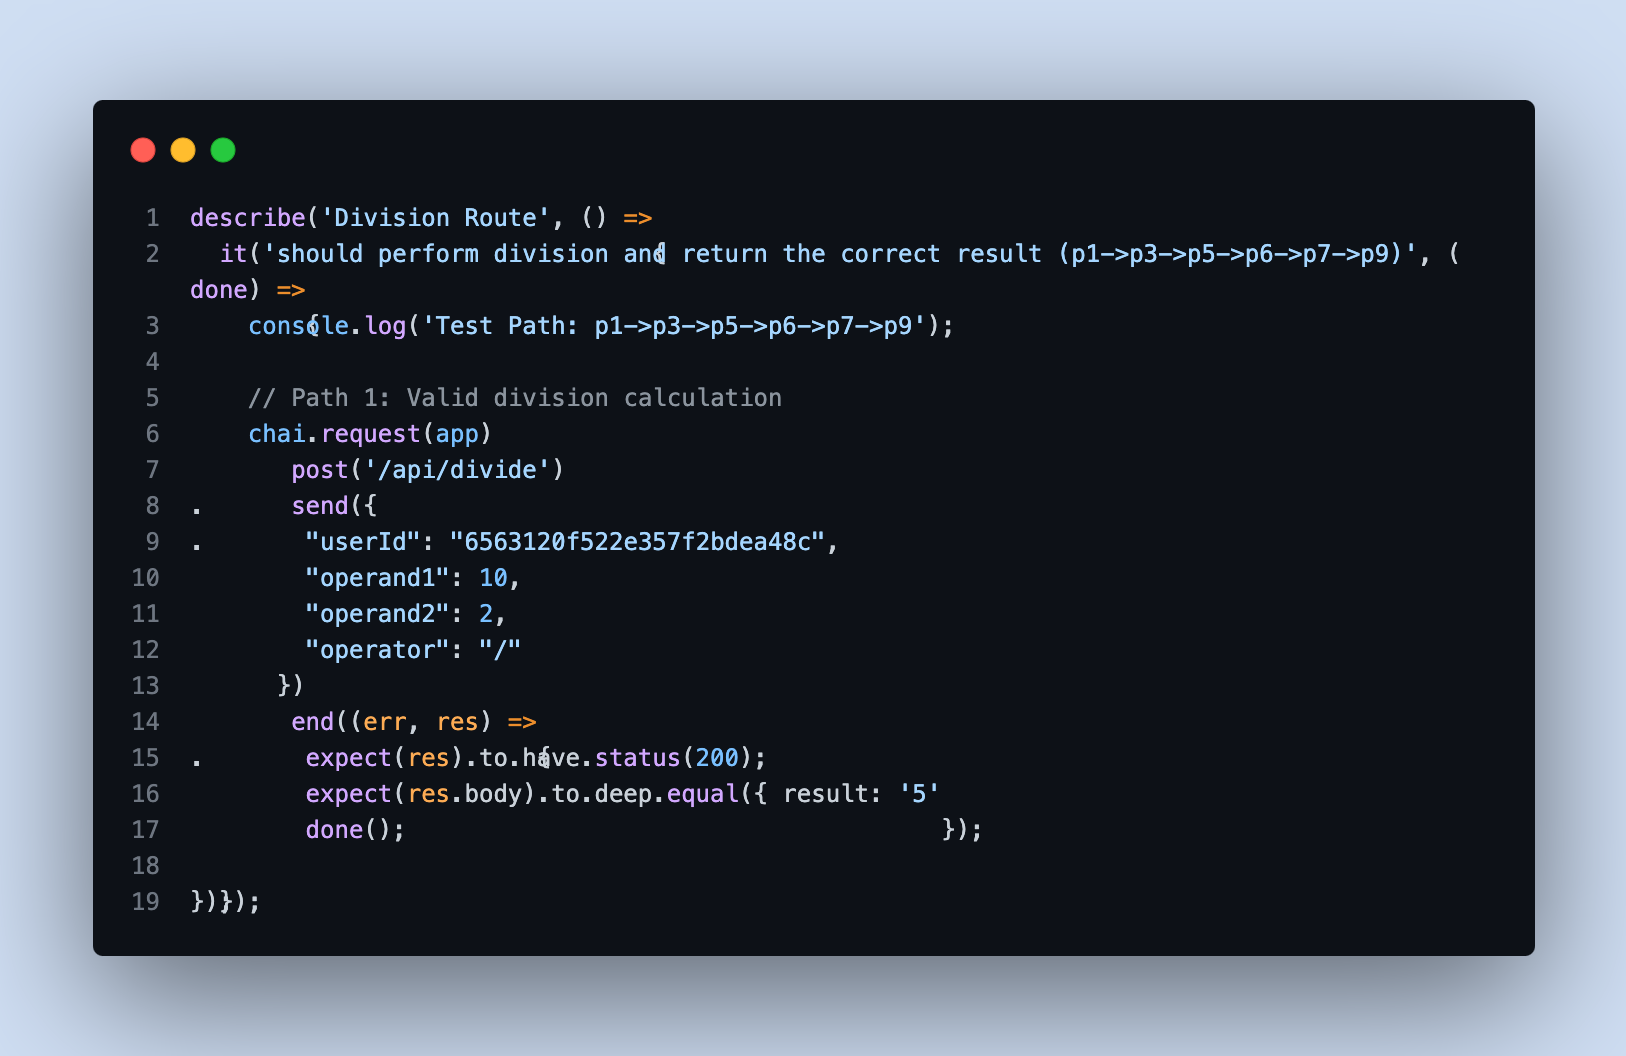 1 describe('Division Route', () =>
2 it('should perform division and{ return the correct result (p1->p3->p5->p6->p7->p9)', (
done) =>
3 console{.log('Test Path: p1->p3->p5->p6->p7->p9');
4
5 // Path 1: Valid division calculation
6 chai.request(app)
7 post('/api/divide')
8 . send({
9 . "userId": "6563120f522e357f2bdea48c",
10 "operand1": 10,
11 "operand2": 2,
12 "operator": "/"
13 })
14 end((err, res) =>
15 . expect(res).to.ha{ve.status(200);
16 expect(res.body).to.deep.equal({ result: '5'
17 done(); });
18
19 });});